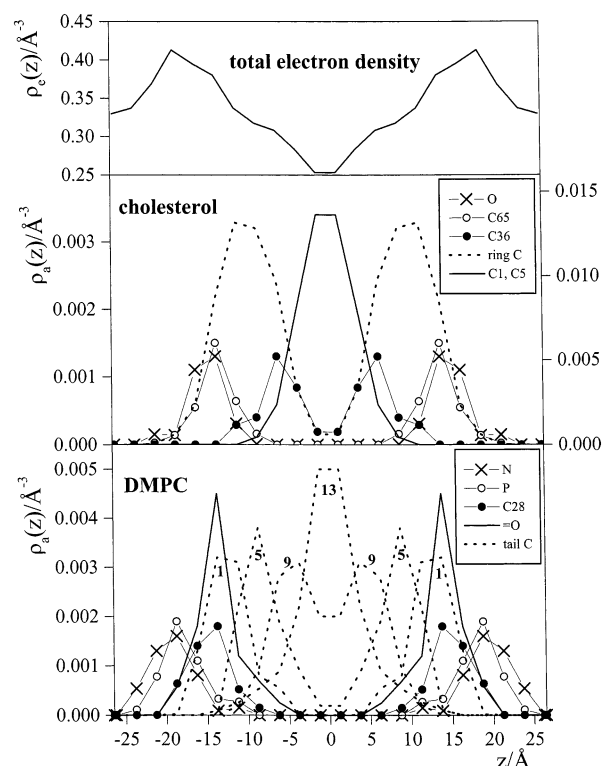 0.45
0.40
0.35
0.30
0.25
ρe(z)/Å-3
total electron density
cholesterol
0.003
0.002
0.001
0.000
ρa(z)/Å-3
O
C65
C36
ring C
C1, C5
0.015
0.010
0.005
0.000
DMPC
0.005
0.004
0.003
0.002
0.001
0.000
ρa(z)/Å-3
N
P
C28
=O
tail C
1 5 9 13 9 5 1
-25 -20 -15 -10 -5 0 5 10 15 20 25
z/Å